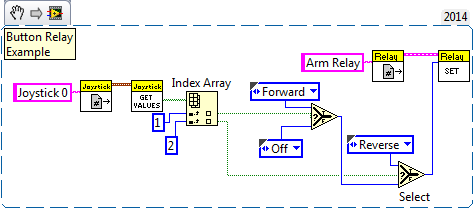 2014
Button Relay
Example
Joystick 0
Joystick
#
Joystick
GET
VALUES
Index Array
1
2
Forward
Off
?
T
F
Arm Relay
Relay
#
Relay
SET
Reverse
?
T
F
Select